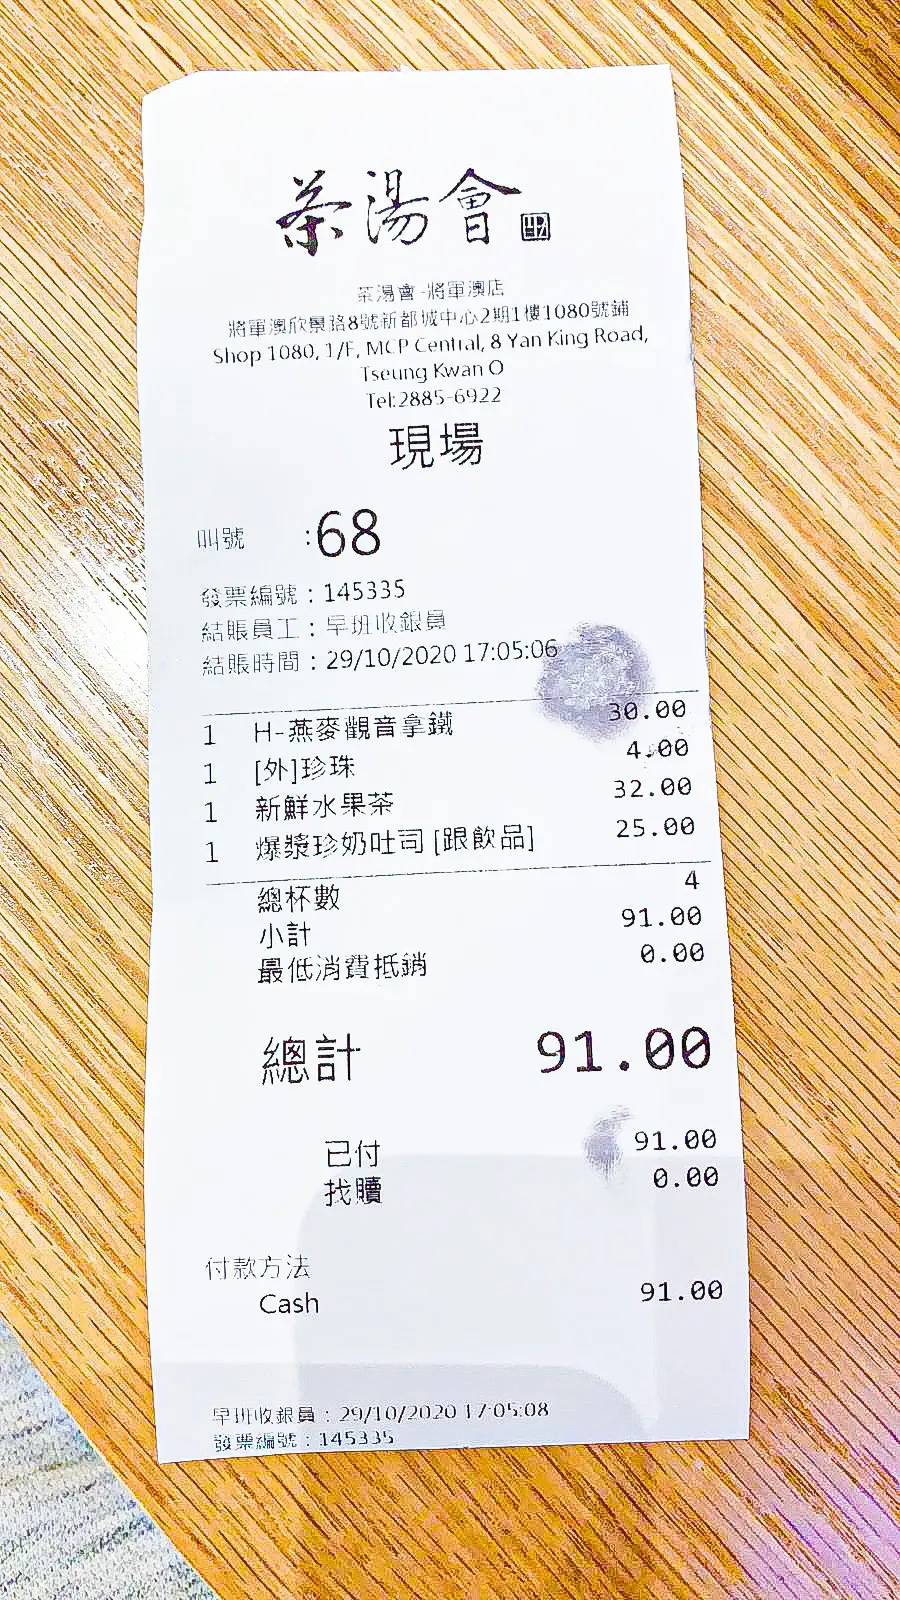 茶湯會
茶湯會-將軍澳店
將軍澳欣景路8號新都城中心2期1樓1080號鋪
Shop 1080, 1/F, MCP Central, 8 Yan King Road,
Tseung Kwan O
Tel:2885-6922
現場
叫號 :68
發票編號 : 145335
結賬員工 : 早班收銀員
結賬時間 : 29/10/2020 17:05:06
1 H-燕麥觀音拿鐵 30.00
1 [外]珍珠 4.00
1 新鮮水果茶 32.00
1 爆漿珍奶吐司 [跟飲品] 25.00
總杯數 4
小計 91.00
最低消費抵銷 0.00
總計 91.00
已付 91.00
找贖 0.00
付款方法
Cash 91.00
早班收銀員 : 29/10/2020 17:05:08
發票編號 : 145335